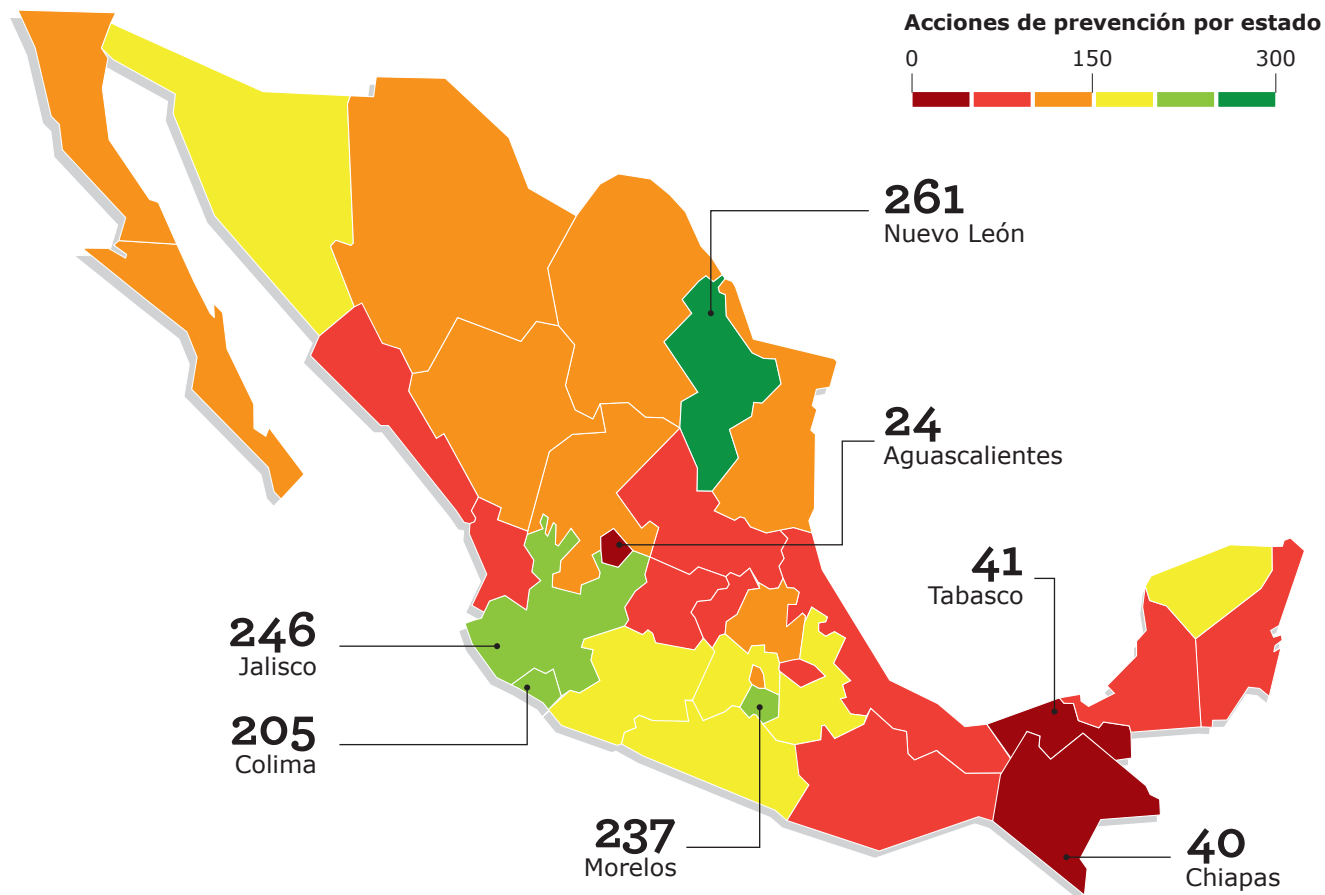 Acciones de prevención por estado
0 150 300
261
Nuevo León
24
Aguascalientes
41
Tabasco
246
Jalisco
205
Colima
237
Morelos
40
Chiapas